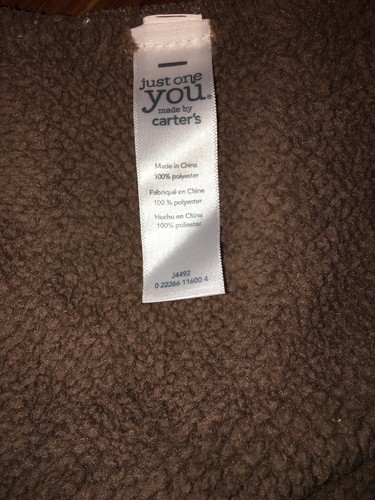 just one
you®
made by
carter's
Made in China
100% polyester
Fabriqué en Chine
100 % polyester
Hecho en China
100% poliester
J4492
0 22266 11600 4